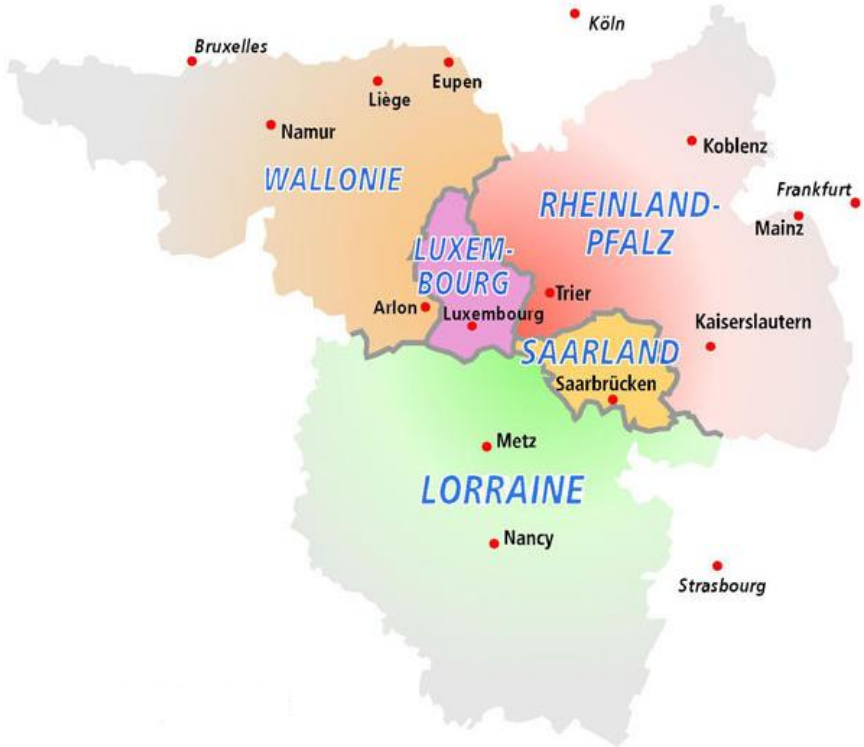 Köln
Bruxelles
Eupen
Liège
Namur
Koblenz
WALLONIE
Frankfurt
RHEINLAND-
PFALZ
Mainz
LUXEM-
BOURG
Trier
Arlon
Luxembourg
Kaiserslautern
SAARLAND
Saarbrücken
Metz
LORRAINE
Nancy
Strasbourg